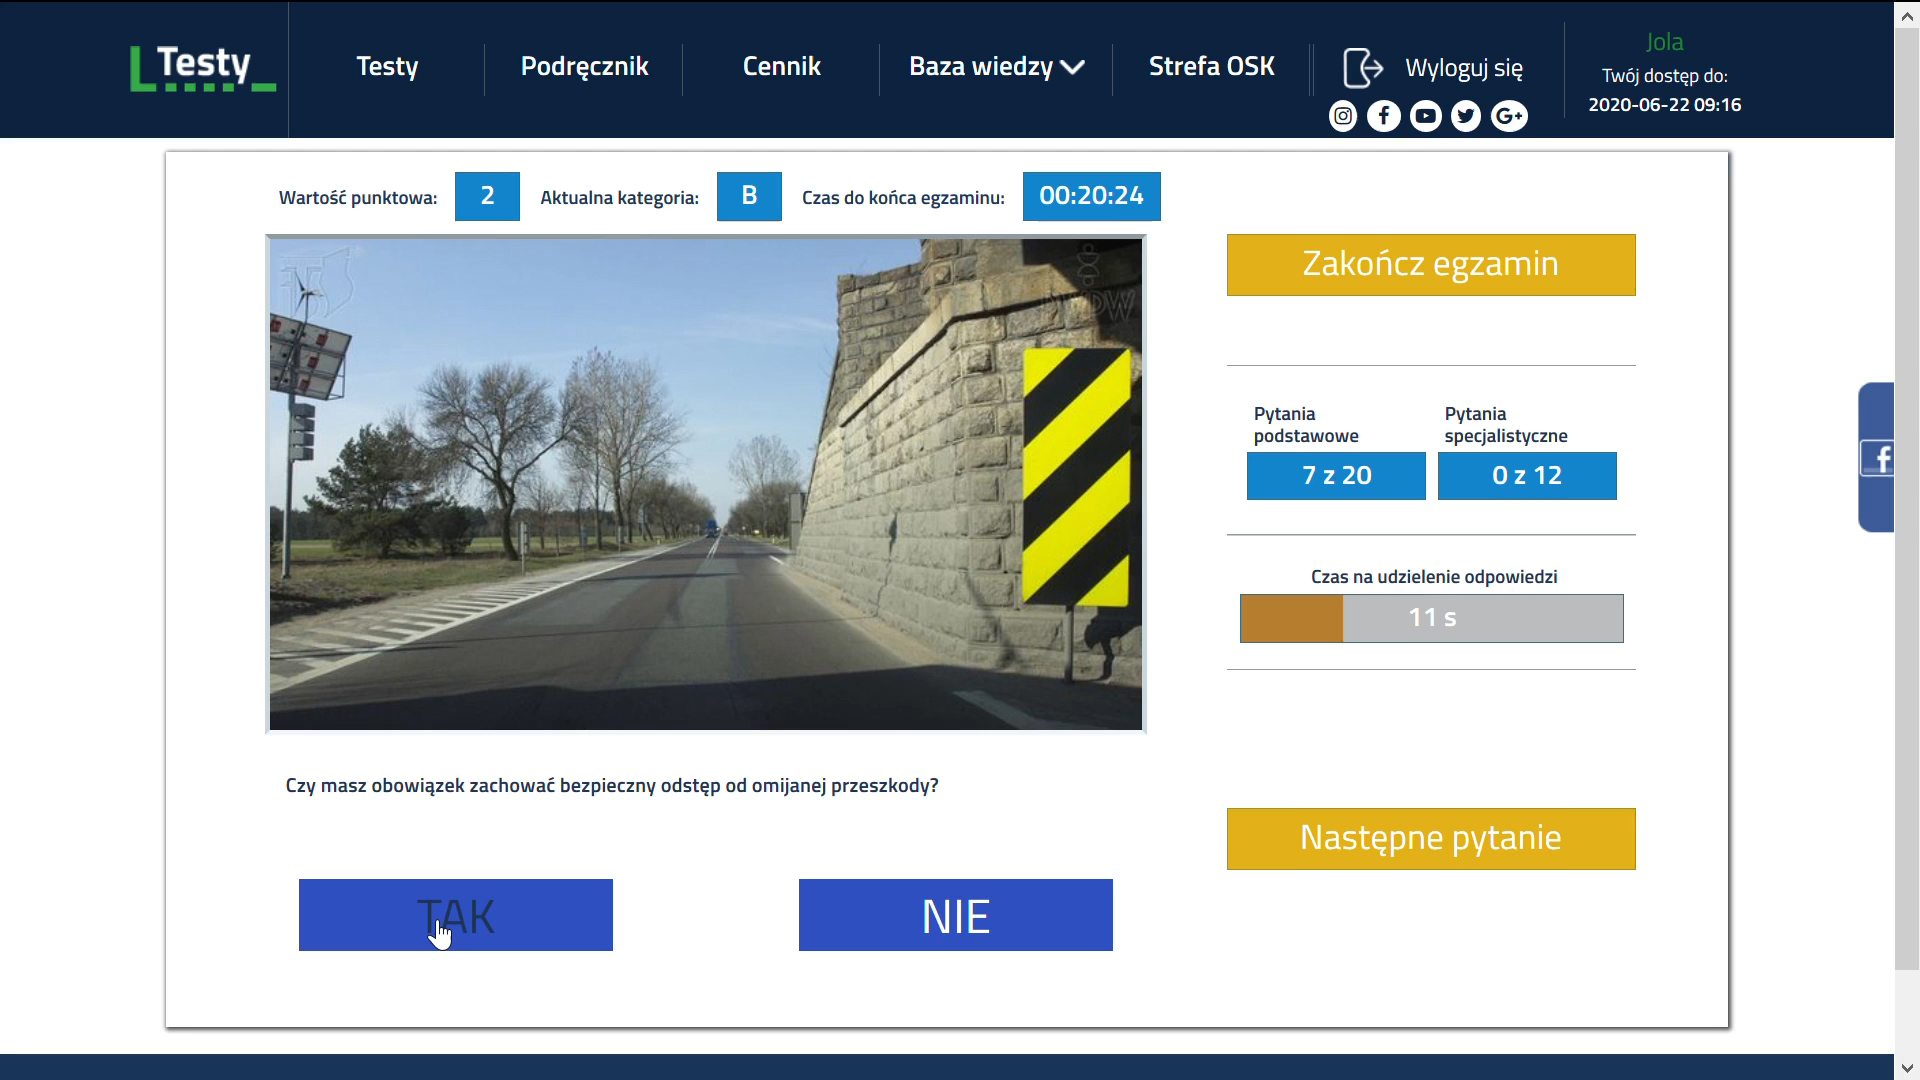 L Testy
Testy
Podręcznik
Cennik
Baza wiedzy
Strefa OSK
Wyloguj się
Jola
Twój dostęp do:
2020-06-22 09:16
Wartość punktowa: 2 Aktualna kategoria: B Czas do końca egzaminu: 00:20:24
Zakończ egzamin
Pytania podstawowe
7 z 20
Pytania specjalistyczne
0 z 12
Czas na udzielenie odpowiedzi
11 s
Czy masz obowiązek zachować bezpieczny odstęp od omijanej przeszkody?
Następne pytanie
TAK
NIE